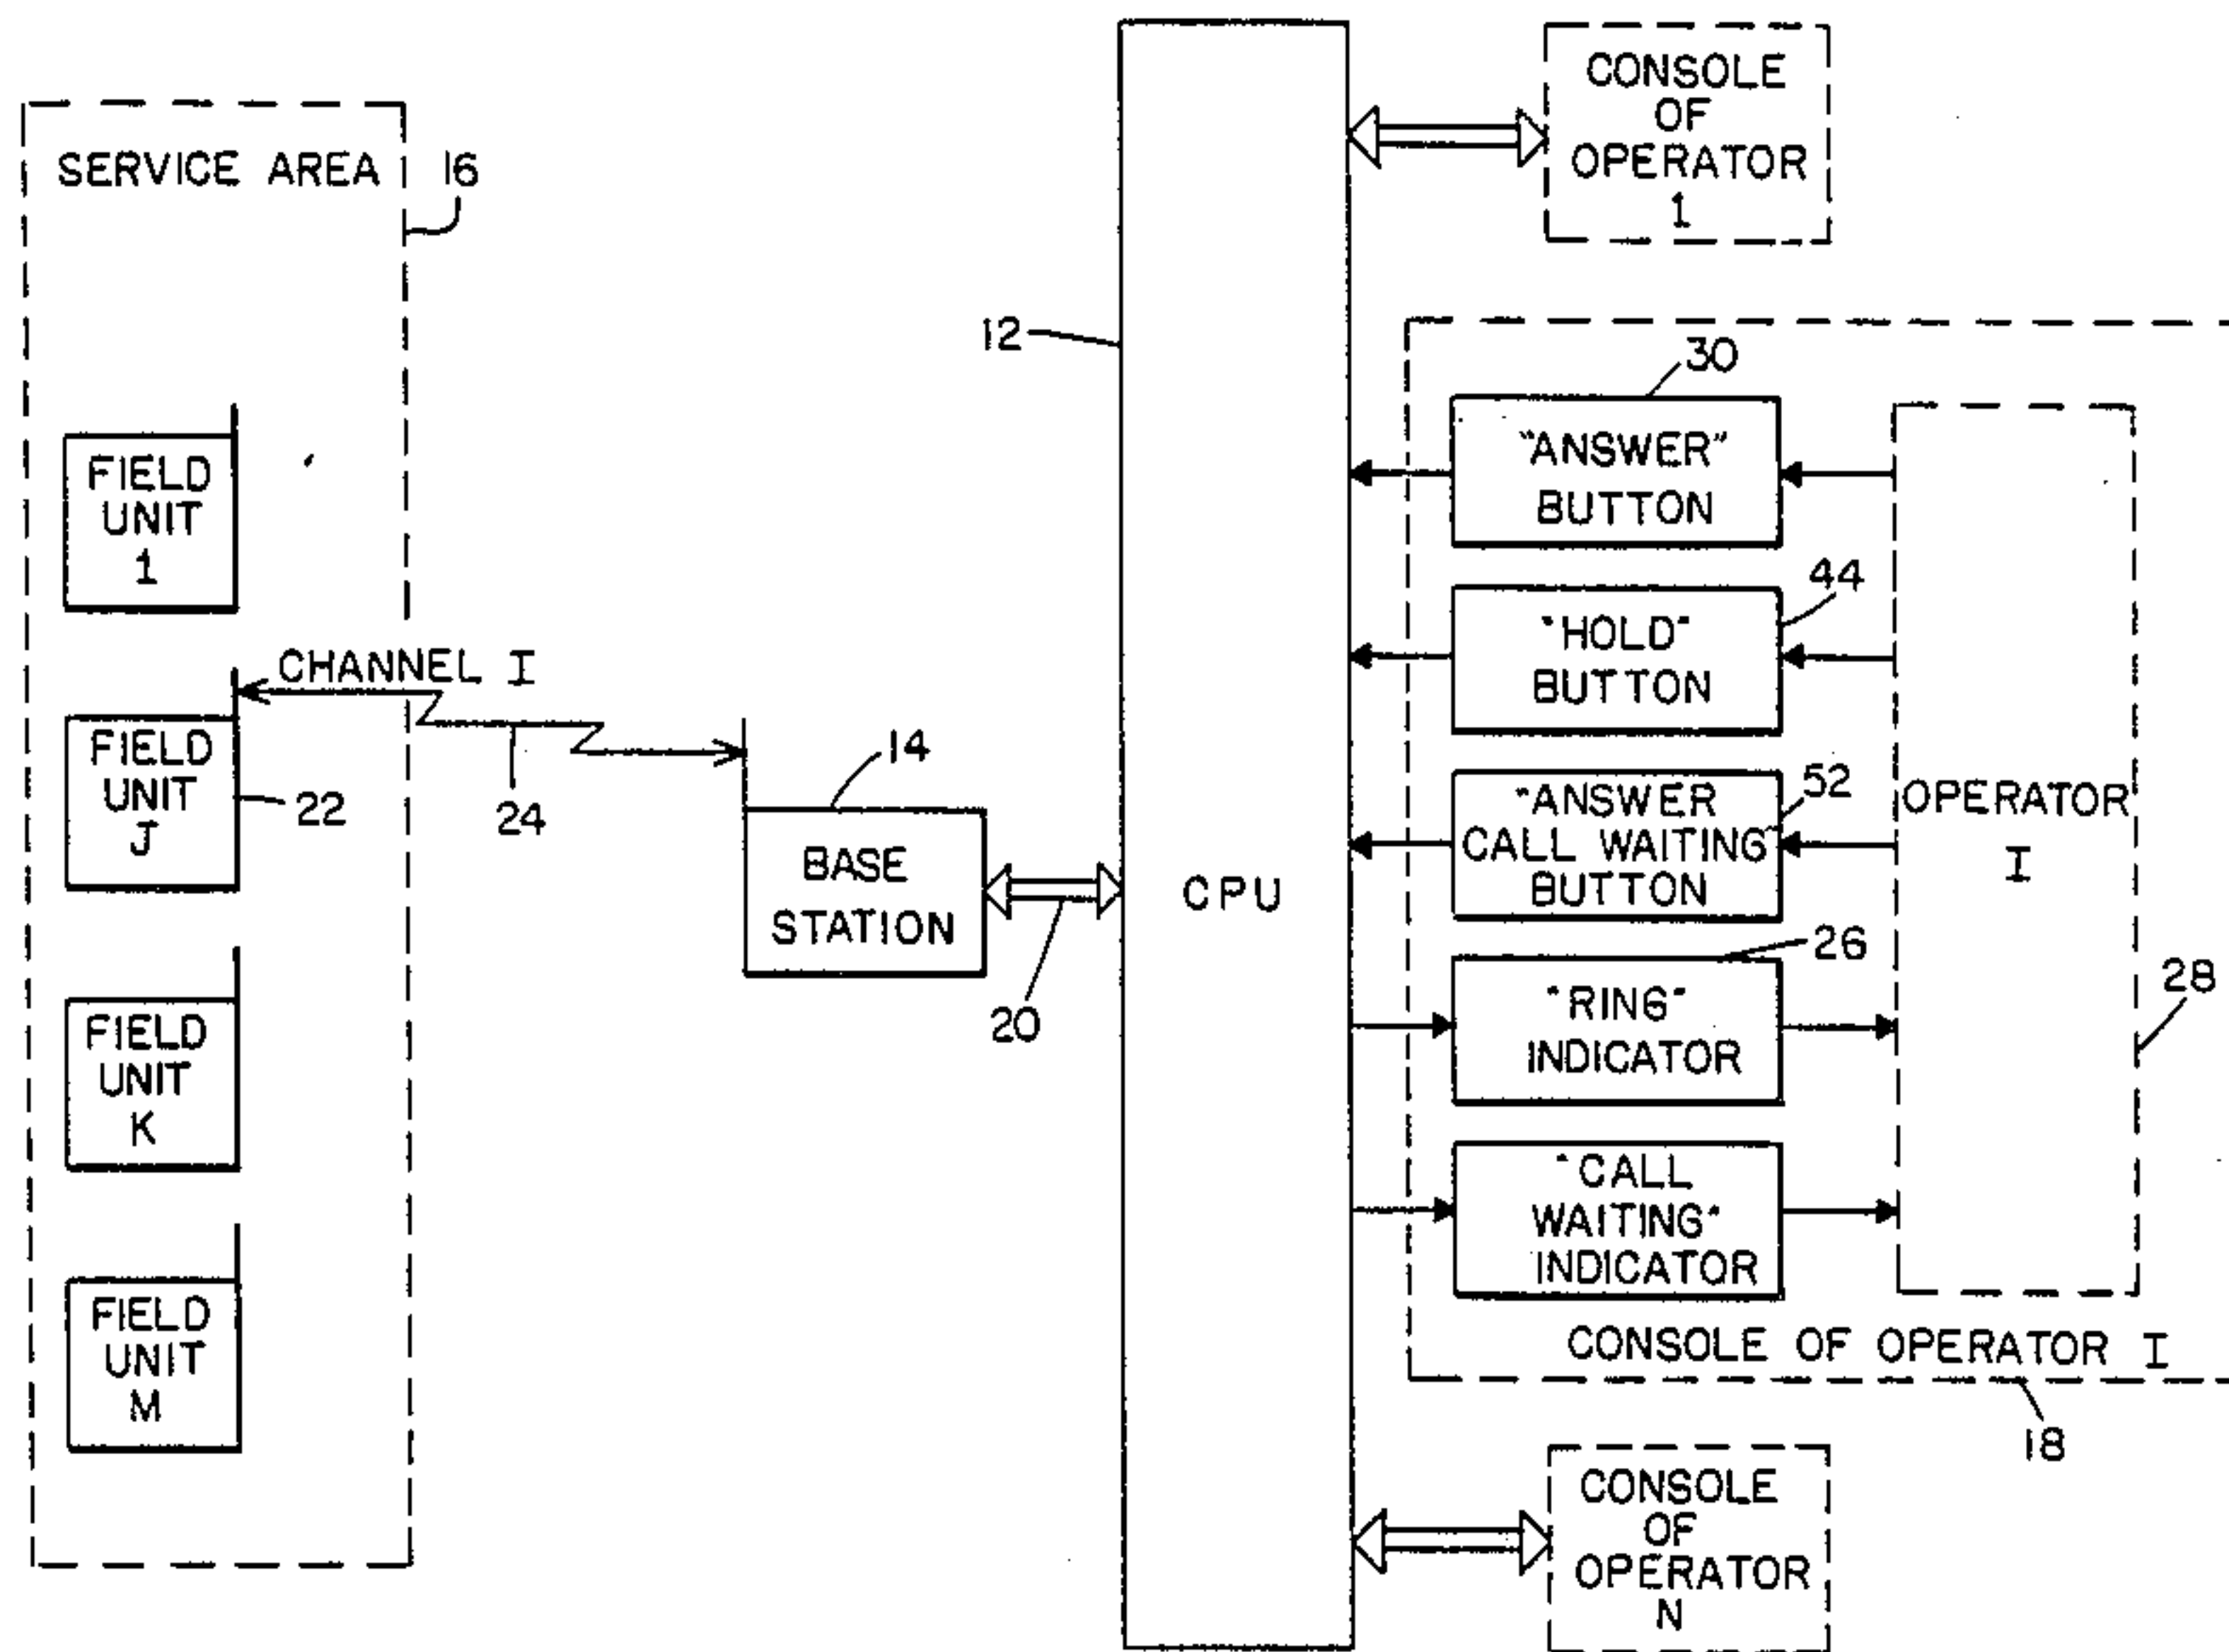 SERVICE AREA
16
FIELD
UNIT
1
CHANNEL I
FIELD
UNIT
J
22
24
FIELD
UNIT
K
FIELD
UNIT
M
14
BASE
STATION
20
12
CPU
CONSOLE
OF
OPERATOR
1
30
"ANSWER"
BUTTON
44
"HOLD"
BUTTON
52
"ANSWER
CALL WAITING"
BUTTON
26
"RING"
INDICATOR
"CALL
WAITING"
INDICATOR
OPERATOR
I
28
CONSOLE OF OPERATOR I
18
CONSOLE
OF
OPERATOR
N